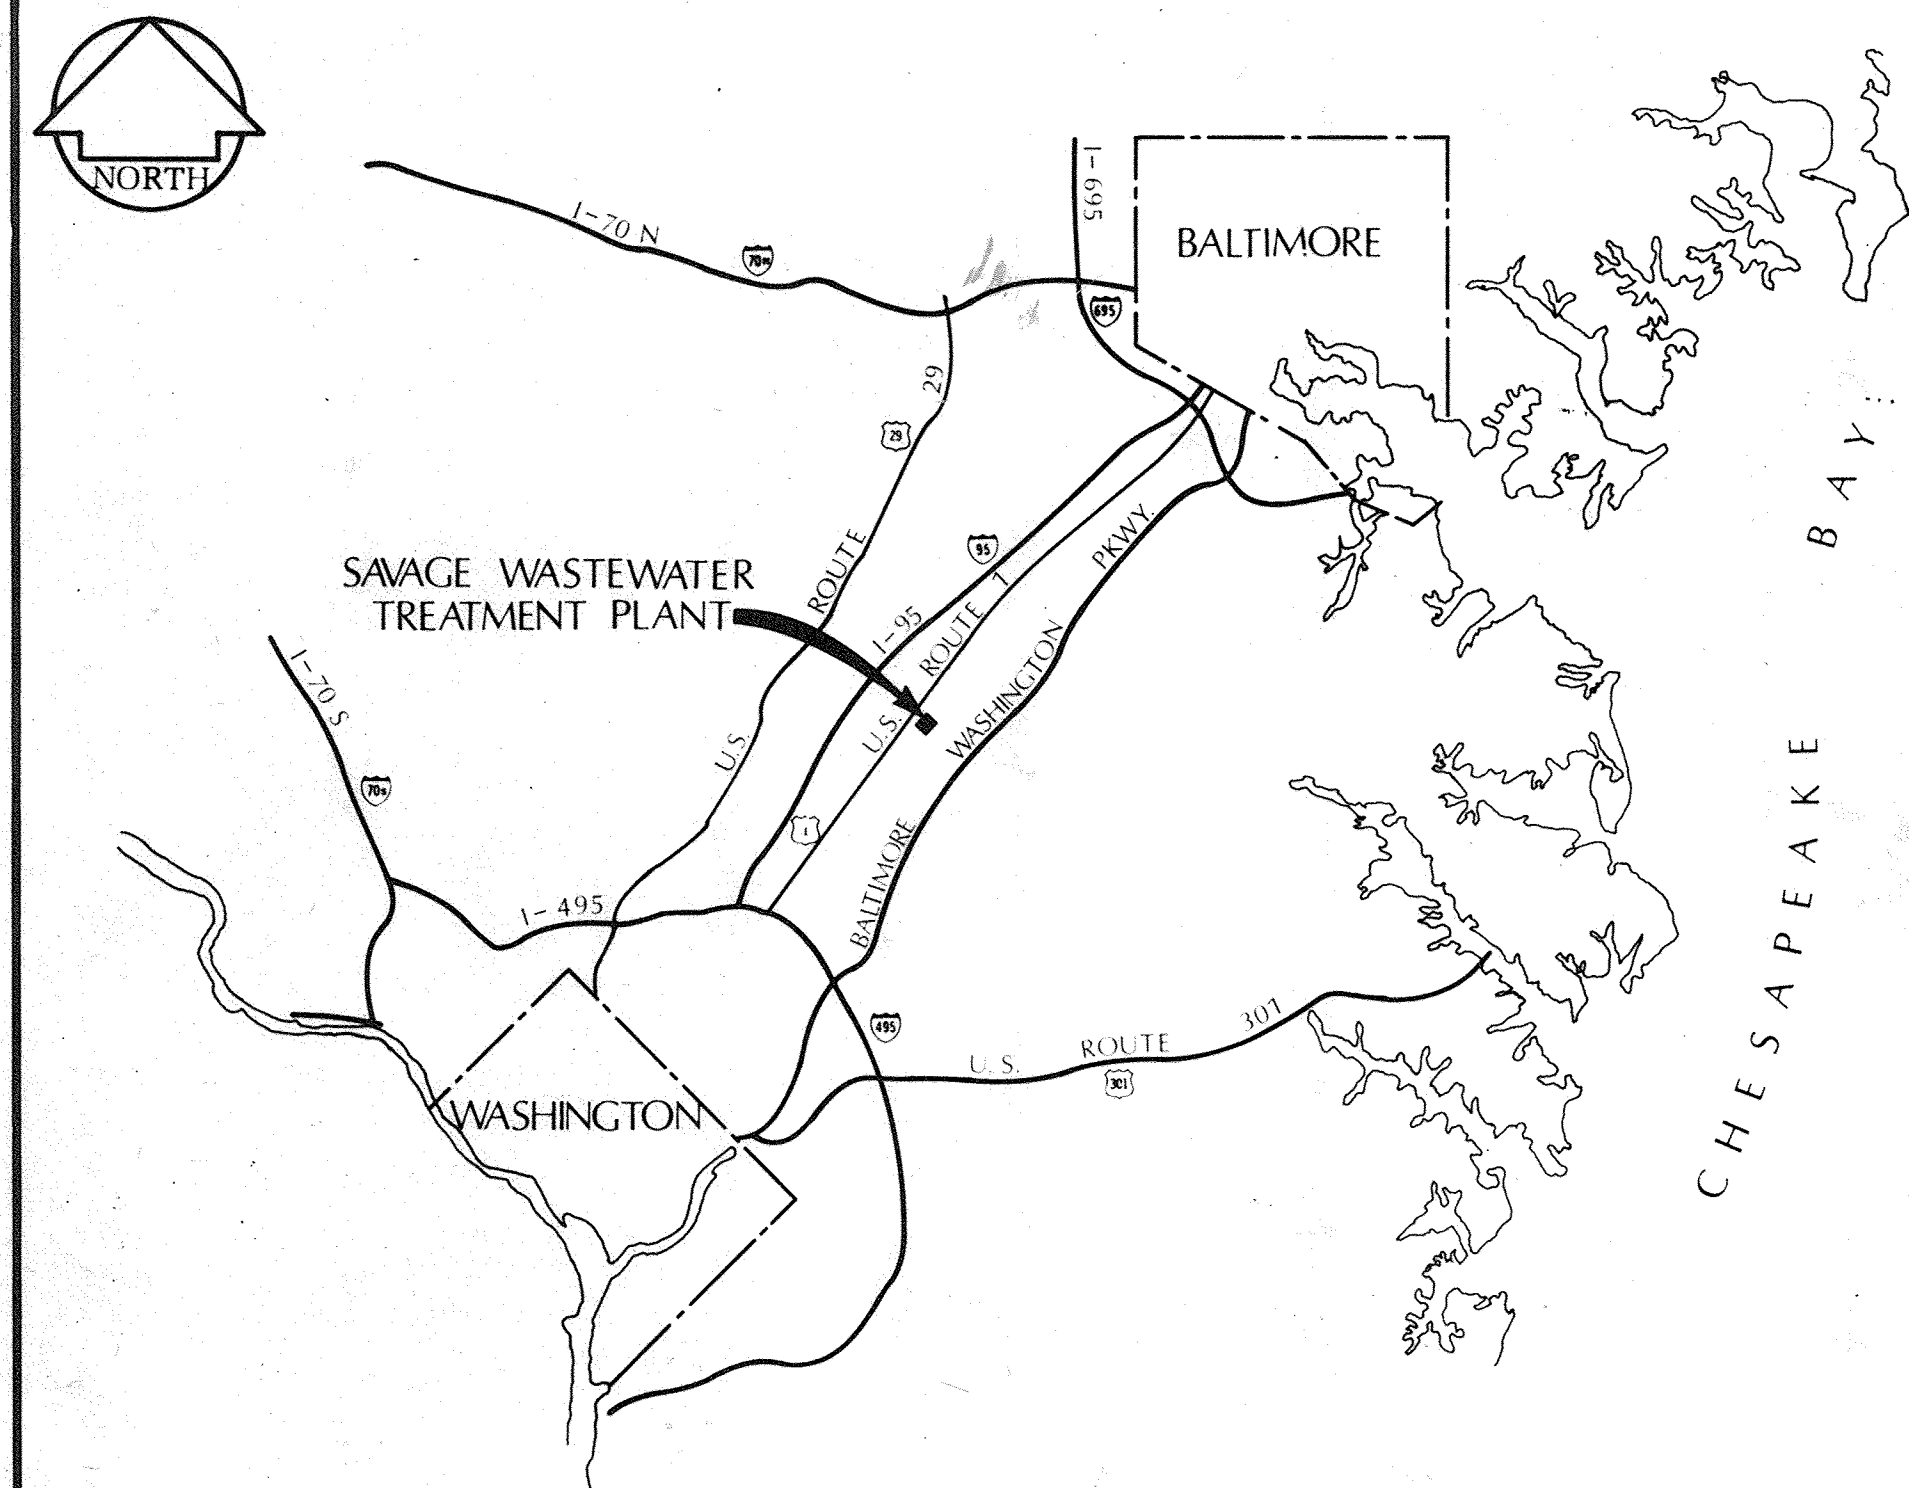 NORTH
I-70 N
70N
I-695
BALTIMORE
695
29
29
BAY
ROUTE
U.S.
95
I-95
PKWY.
WASHINGTON
BALTIMORE
U.S. ROUTE 1
1
SAVAGE WASTEWATER
TREATMENT PLANT
I-70 S
70S
I-495
495
CHESAPEAKE
U.S. ROUTE 301
301
WASHINGTON